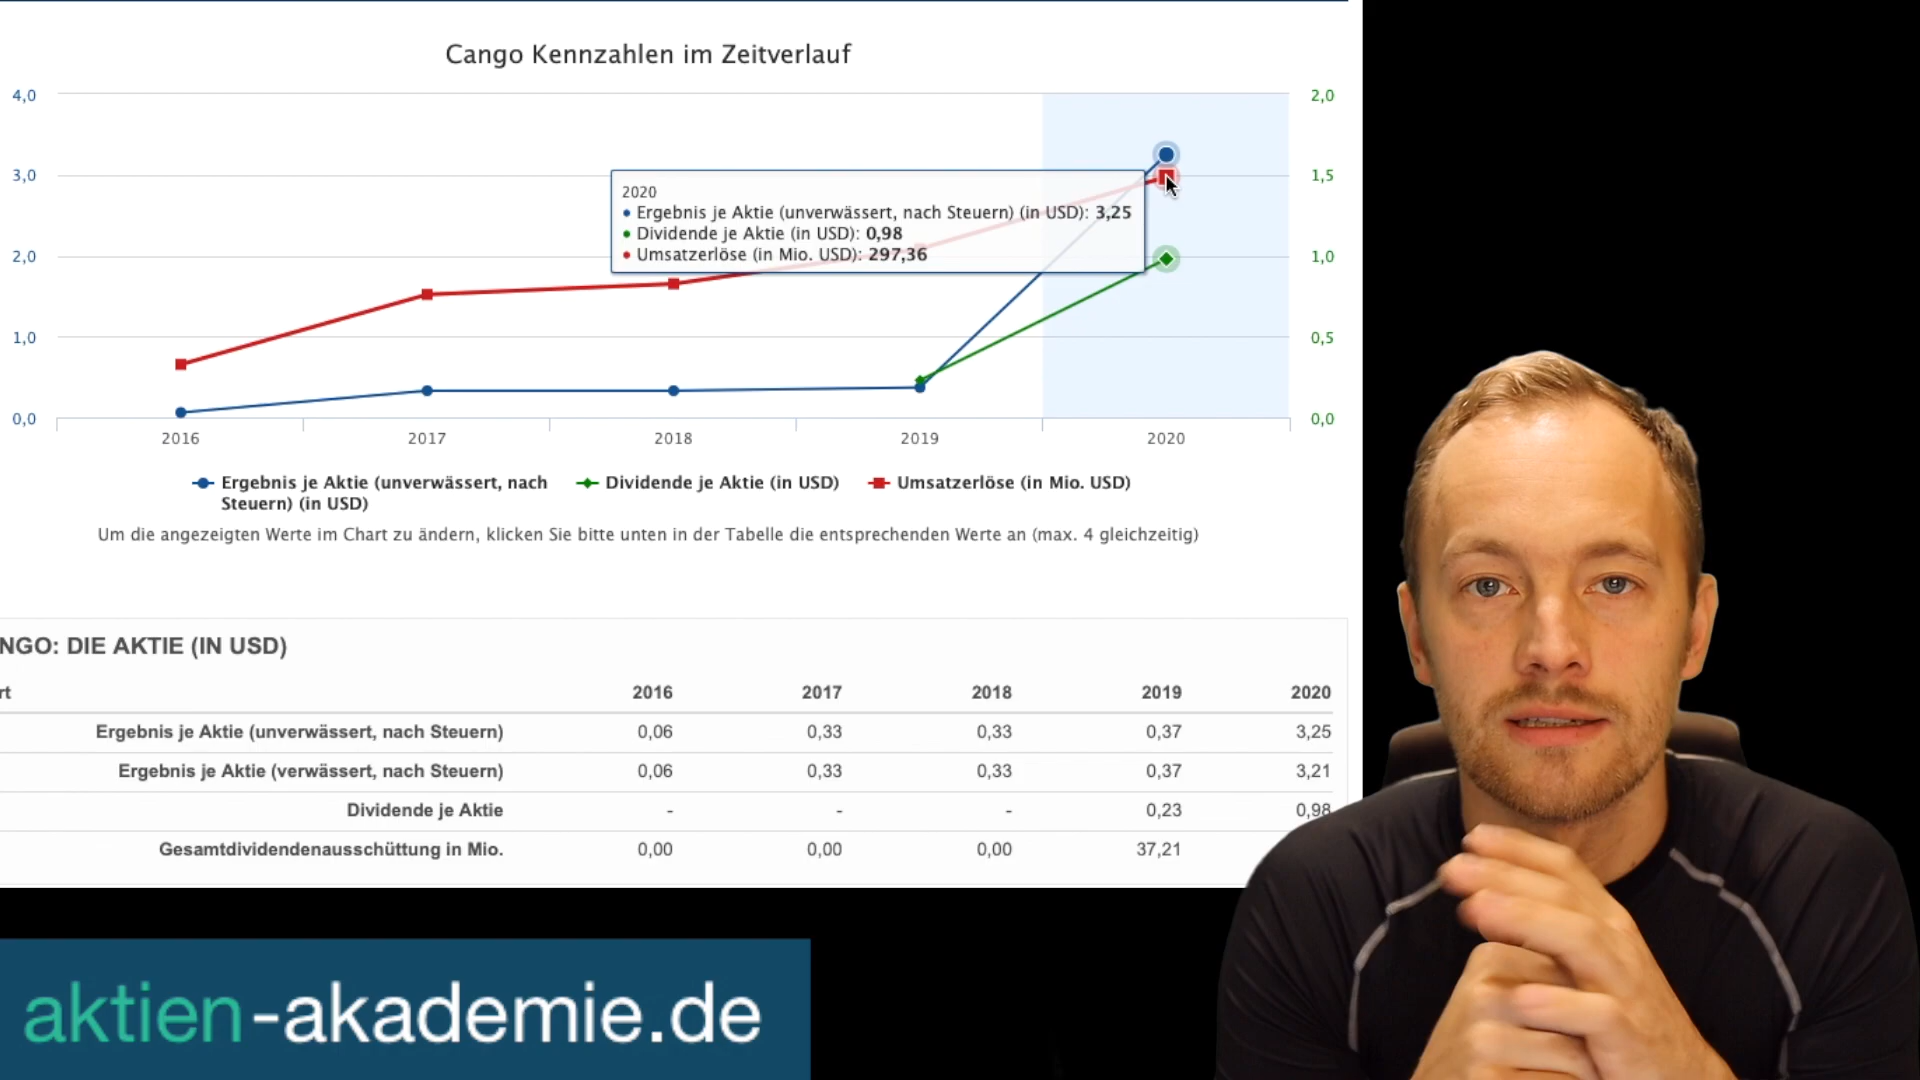 Cango Kennzahlen im Zeitverlauf
4,0
2,0
3,0
1,5
2,0
1,0
1,0
0,5
0,0
0,0
2020
Ergebnis je Aktie (unverwässert, nach Steuern) (in USD): 3,25
Dividende je Aktie (in USD): 0,98
Umsatzerlöse (in Mio. USD): 297,36
2016 2017 2018 2019 2020
Ergebnis je Aktie (unverwässert, nach
Steuern) (in USD)
Dividende je Aktie (in USD)
Umsatzerlöse (in Mio. USD)
Um die angezeigten Werte im Chart zu ändern, klicken Sie bitte unten in der Tabelle die entsprechenden Werte an (max. 4 gleichzeitig)
NGO: DIE AKTIE (IN USD)
rt 2016 2017 2018 2019 2020
Ergebnis je Aktie (unverwässert, nach Steuern) 0,06 0,33 0,33 0,37 3,25
Ergebnis je Aktie (verwässert, nach Steuern) 0,06 0,33 0,33 0,37 3,21
Dividende je Aktie - - - 0,23 0,98
Gesamtdividendenausschüttung in Mio. 0,00 0,00 0,00 37,21
aktien-akademie.de